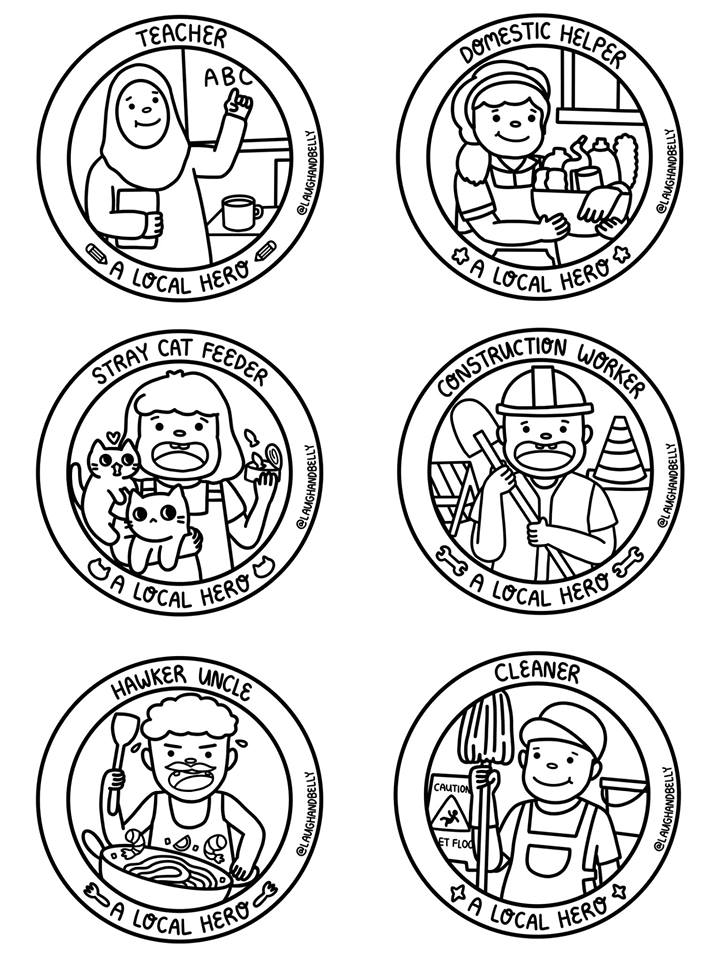 TEACHER
ABC
@LAUGHANDBELLY
A LOCAL HERO
DOMESTIC HELPER
@LAUGHANDBELLY
A LOCAL HERO
STRAY CAT FEEDER
@LAUGHANDBELLY
A LOCAL HERO
CONSTRUCTION WORKER
@LAUGHANDBELLY
A LOCAL HERO
HAWKER UNCLE
@LAUGHANDBELLY
A LOCAL HERO
CLEANER
CAUTION
ET FLOO
@LAUGHANDBELLY
A LOCAL HERO